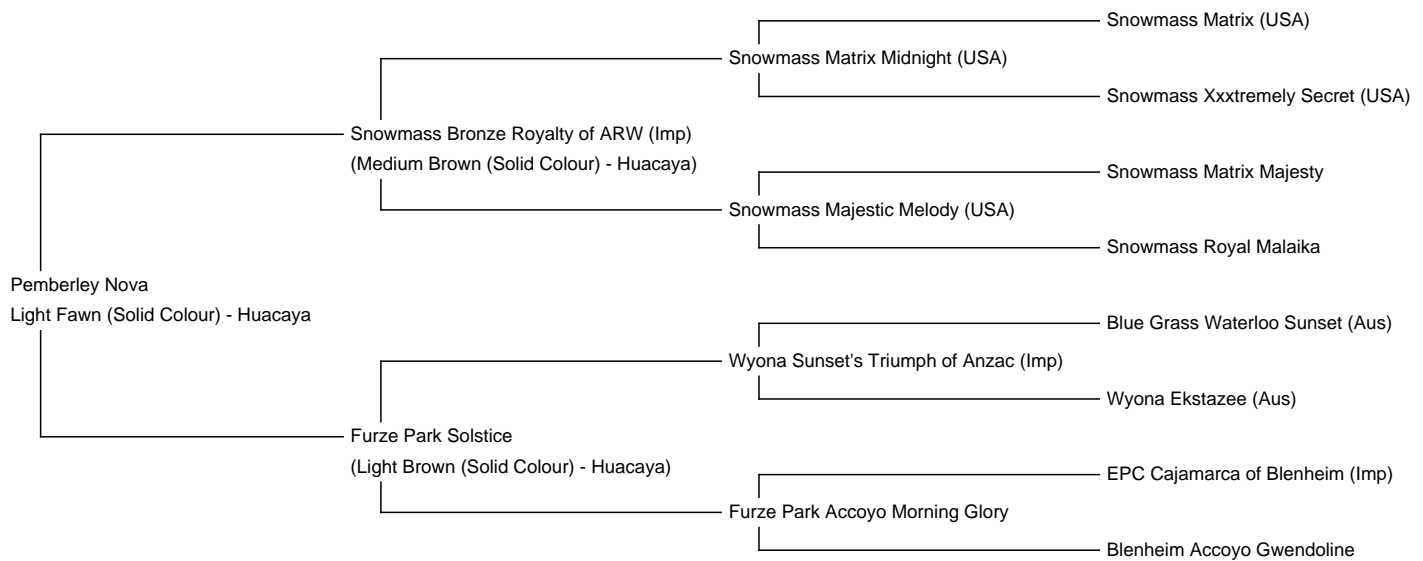 Snowmass Matrix (USA)
Snowmass Matrix Midnight (USA)
Snowmass Xxxtremely Secret (USA)
Snowmass Bronze Royalty of ARW (Imp)
(Medium Brown (Solid Colour) - Huacaya)
Snowmass Matrix Majesty
Snowmass Majestic Melody (USA)
Snowmass Royal Malaika
Pemberley Nova
Light Fawn (Solid Colour) - Huacaya
Blue Grass Waterloo Sunset (Aus)
Wyona Sunset's Triumph of Anzac (Imp)
Wyona Ekstazee (Aus)
Furze Park Solstice
(Light Brown (Solid Colour) - Huacaya)
EPC Cajamarca of Blenheim (Imp)
Furze Park Accoyo Morning Glory
Blenheim Accoyo Gwendoline